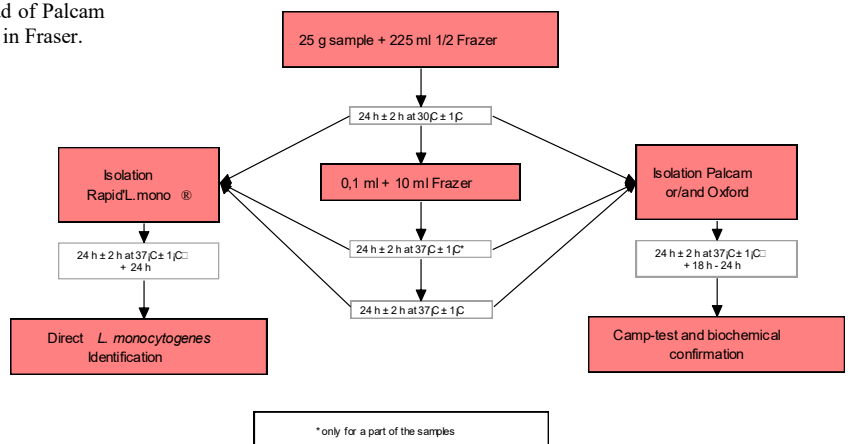 d of Palcam
in Fraser.
25 g sample + 225 ml 1/2 Frazer
24 h ± 2 h at 30¡C ± 1¡C
Isolation
Rapid'L.mono ®
0,1 ml + 10 ml Frazer
Isolation Palcam
or/and Oxford
24 h ± 2 h at 37¡C ± 1¡C□
+ 24 h
24 h ± 2 h at 37¡C ± 1¡C*
24 h ± 2 h at 37¡C ± 1¡C□
+ 18 h - 24 h
24 h ± 2 h at 37¡C ± 1¡C
Direct L. monocytogenes
Identification
Camp-test and biochemical
confirmation
* only for a part of the samples